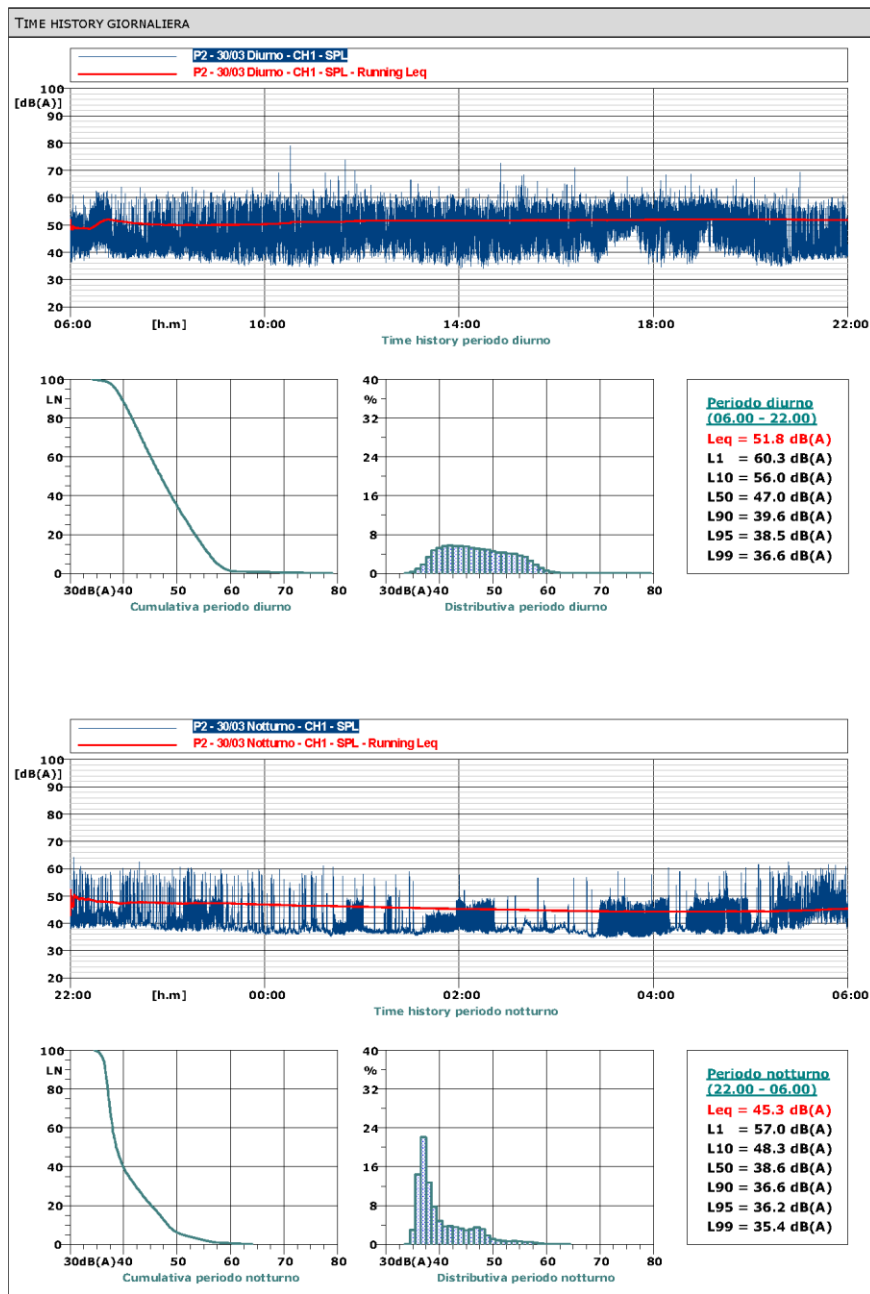 TIME HISTORY GIORNALIERA
P2 - 30/03 Diurno - CH1 - SPL
P2 - 30/03 Diurno - CH1 - SPL - Running Leq
100
[dB(A)]
90
80
70
60
50
40
30
20
06:00 [h.m] 10:00 14:00 18:00 22:00
Time history periodo diurno
100
LN
80
60
40
20
0
30dB(A)40 50 60 70 80
Cumulativa periodo diurno
40
%
32
24
16
8
0
30dB(A)40 50 60 70 80
Distributiva periodo diurno
Periodo diurno
(06.00 - 22.00)
Leq = 51.8 dB(A)
L1 = 60.3 dB(A)
L10 = 56.0 dB(A)
L50 = 47.0 dB(A)
L90 = 39.6 dB(A)
L95 = 38.5 dB(A)
L99 = 36.6 dB(A)
P2 - 30/03 Notturno - CH1 - SPL
P2 - 30/03 Notturno - CH1 - SPL - Running Leq
100
[dB(A)]
90
80
70
60
50
40
30
20
22:00 [h.m] 00:00 02:00 04:00 06:00
Time history periodo notturno
100
LN
80
60
40
20
0
30dB(A)40 50 60 70 80
Cumulativa periodo notturno
40
%
32
24
16
8
0
30dB(A)40 50 60 70 80
Distributiva periodo notturno
Periodo notturno
(22.00 - 06.00)
Leq = 45.3 dB(A)
L1 = 57.0 dB(A)
L10 = 48.3 dB(A)
L50 = 38.6 dB(A)
L90 = 36.6 dB(A)
L95 = 36.2 dB(A)
L99 = 35.4 dB(A)